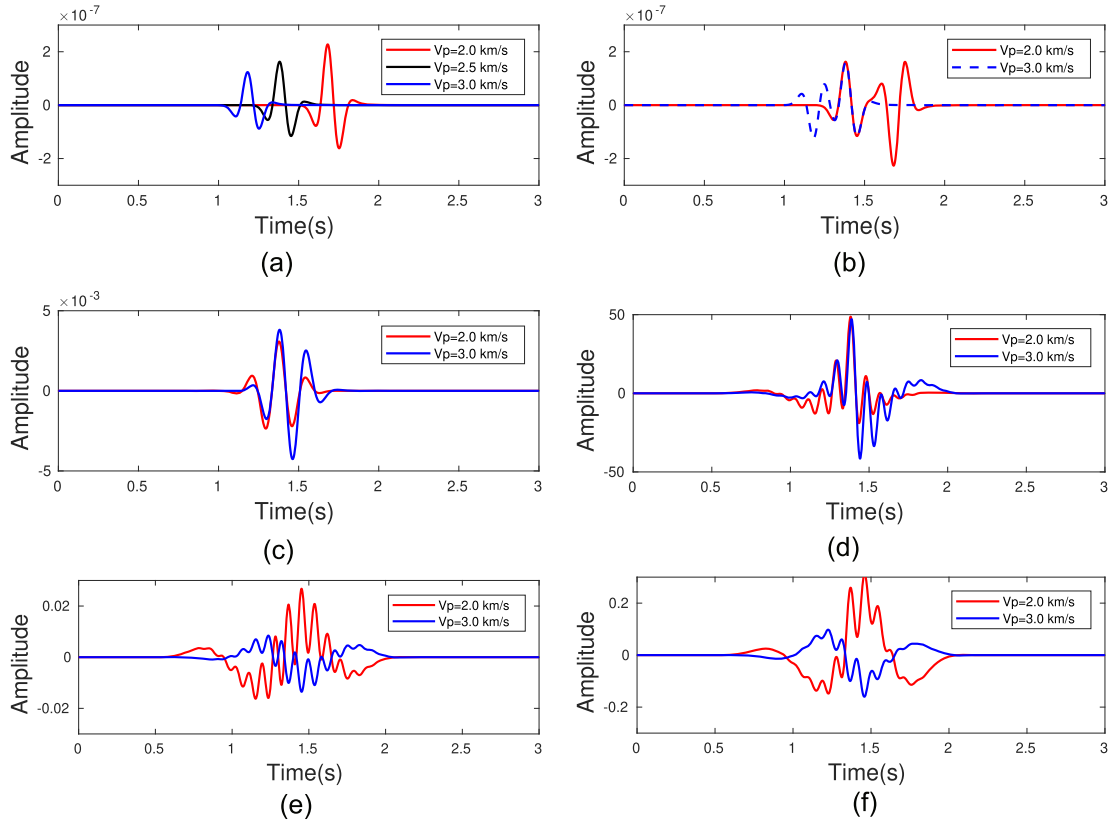 ×10 -7
Amplitude
2
0
-2
Vp=2.0 km/s
Vp=2.5 km/s
Vp=3.0 km/s
0 0.5 1 1.5 2 2.5 3
Time(s)
(a)
×10 -7
Amplitude
2
0
-2
Vp=2.0 km/s
Vp=3.0 km/s
0 0.5 1 1.5 2 2.5 3
Time(s)
(b)
×10 -3
Amplitude
5
0
-5
Vp=2.0 km/s
Vp=3.0 km/s
0 0.5 1 1.5 2 2.5 3
Time(s)
(c)
Amplitude
50
0
-50
Vp=2.0 km/s
Vp=3.0 km/s
0 0.5 1 1.5 2 2.5 3
Time(s)
(d)
Amplitude
0.02
0
-0.02
Vp=2.0 km/s
Vp=3.0 km/s
0 0.5 1 1.5 2 2.5 3
Time(s)
(e)
Amplitude
0.2
0
-0.2
Vp=2.0 km/s
Vp=3.0 km/s
0 0.5 1 1.5 2 2.5 3
Time(s)
(f)